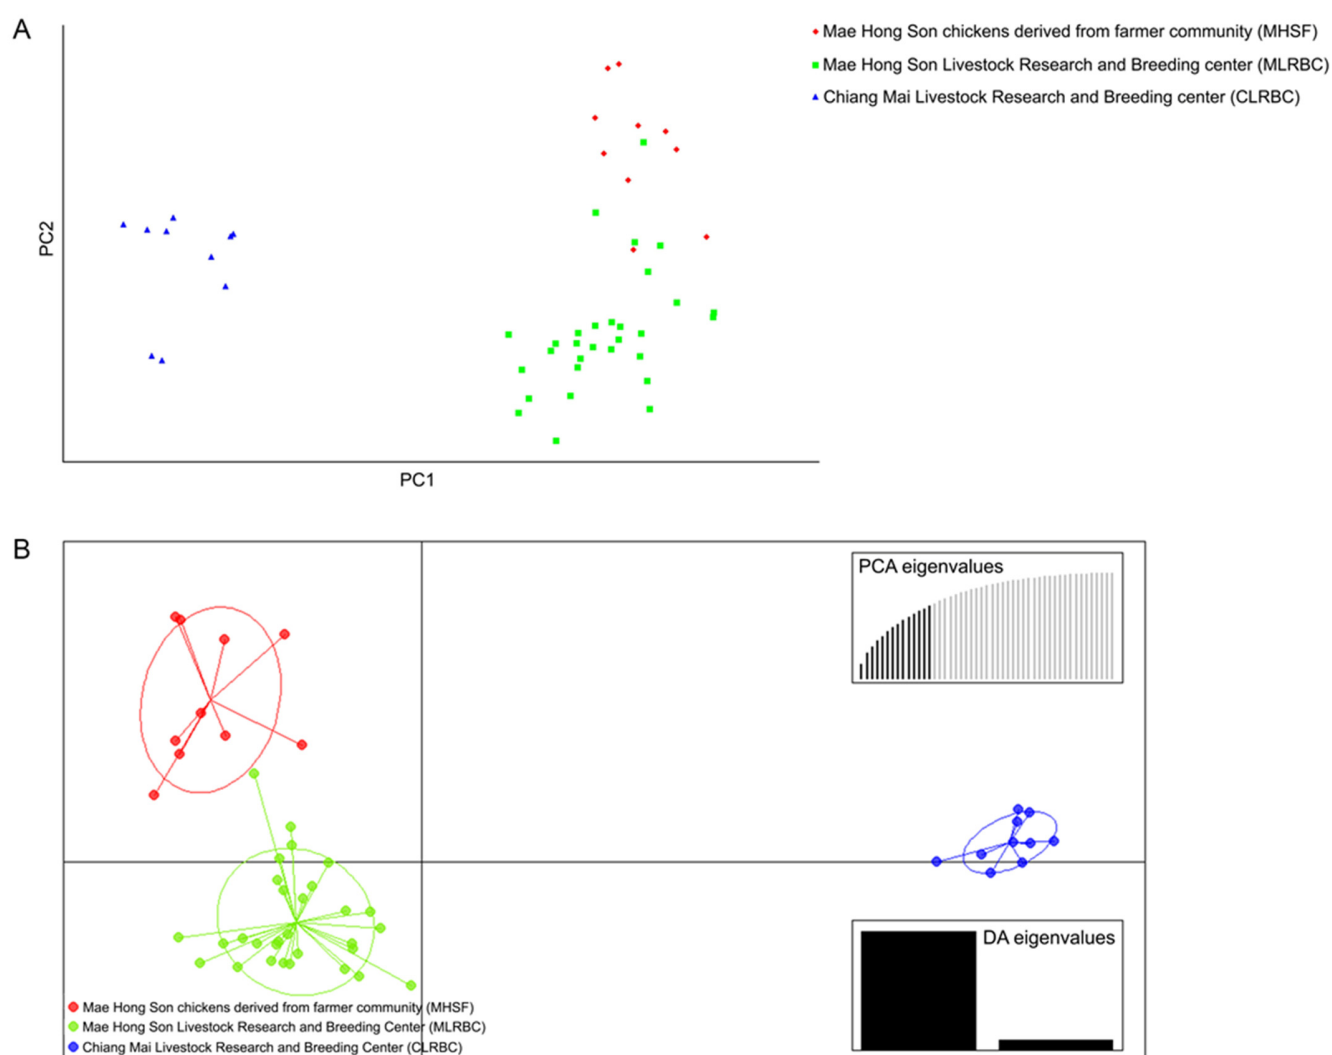 A
Mae Hong Son chickens derived from farmer community (MHSF)
Mae Hong Son Livestock Research and Breeding center (MLRBC)
Chiang Mai Livestock Research and Breeding center (CLRBC)
PC2
PC1
B
PCA eigenvalues
DA eigenvalues
Mae Hong Son chickens derived from farmer community (MHSF)
Mae Hong Son Livestock Research and Breeding Center (MLRBC)
Chiang Mai Livestock Research and Breeding Center (CLRBC)